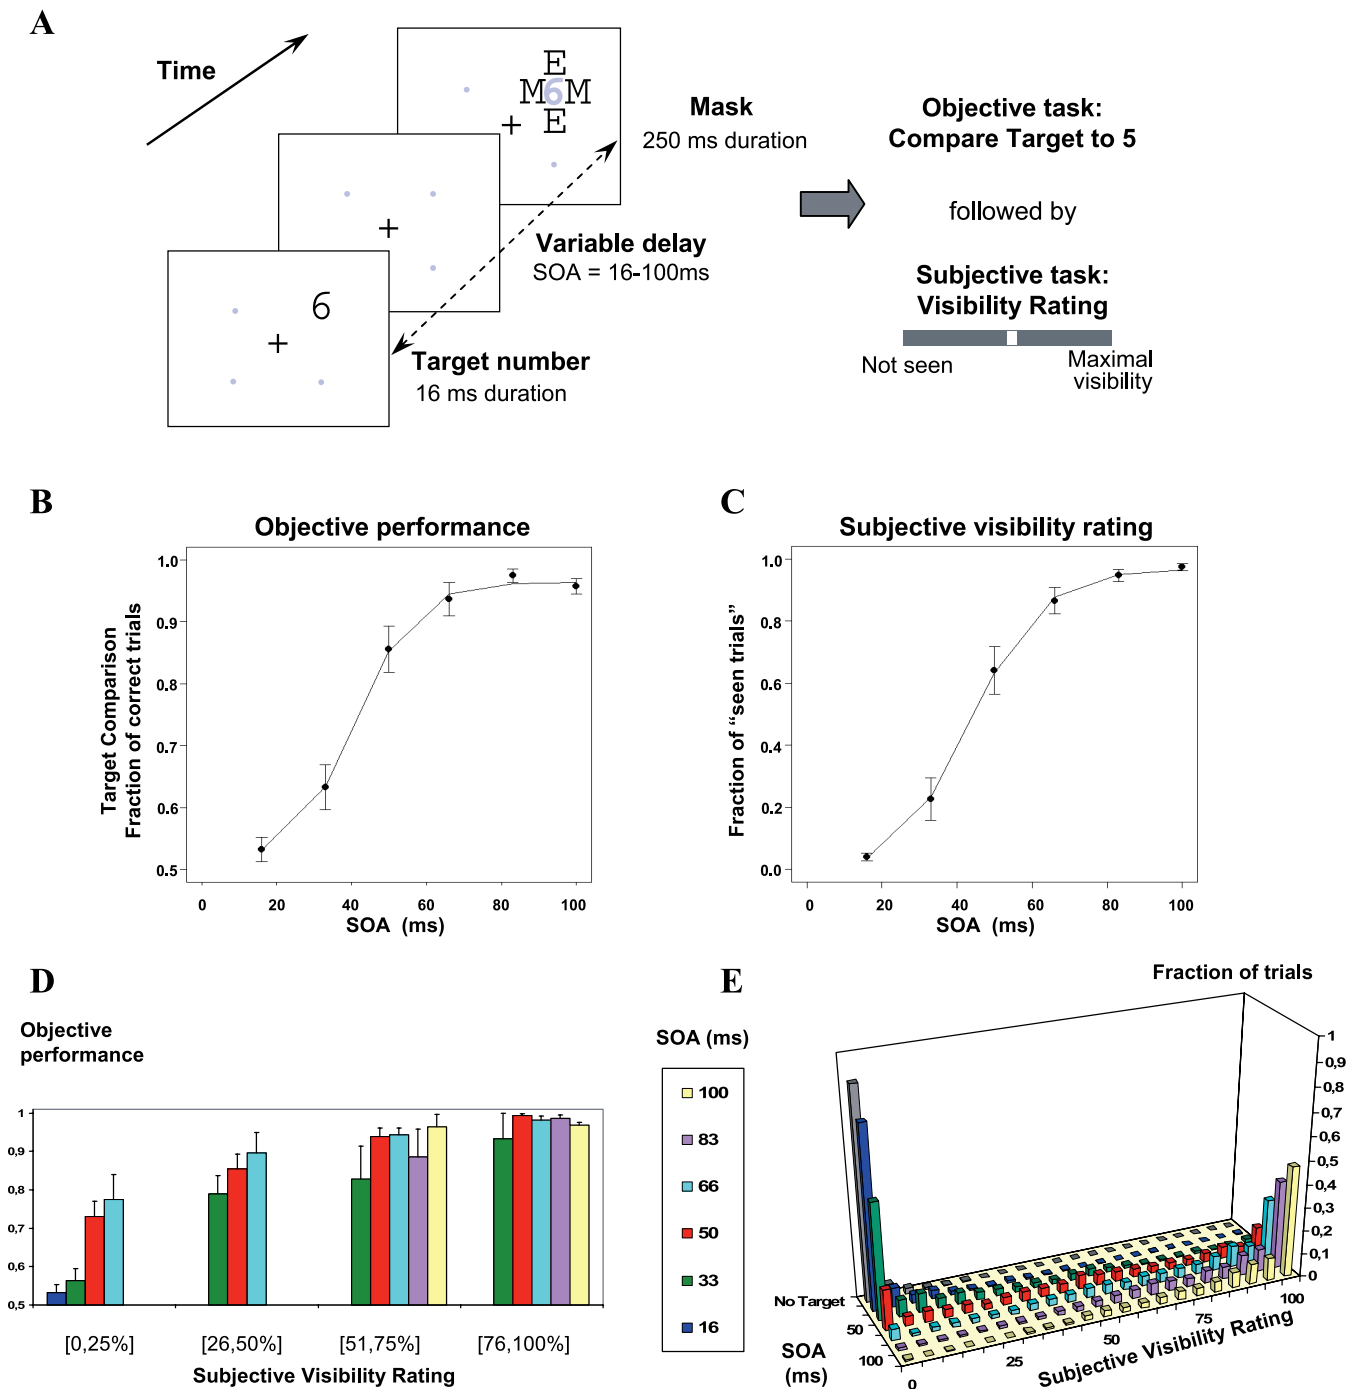 A
Time
E
M6M
E
+
Mask
250 ms duration
+
Variable delay
SOA = 16-100ms
6
+
Target number
16 ms duration
Objective task:
Compare Target to 5
followed by
Subjective task:
Visibility Rating
Not seen
Maximal
visibility
B
Objective performance
Target Comparison
Fraction of correct trials
1.0
0.9
0.8
0.7
0.6
0.5
0 20 40 60 80 100
SOA (ms)
C
Subjective visibility rating
Fraction of “seen trials”
1.0
0.8
0.6
0.4
0.2
0.0
0 20 40 60 80 100
SOA (ms)
D
Objective
performance
1
0,9
0,8
0,7
0,6
0,5
[0,25%] [26,50%] [51,75%] [76,100%]
Subjective Visibility Rating
SOA (ms)
100
83
66
50
33
16
E
Fraction of trials
1
0,9
0,8
0,7
0,6
0,5
0,4
0,3
0,2
0,1
0
No Target
50
100
SOA
(ms)
0
25
50
75
100
Subjective Visibility Rating